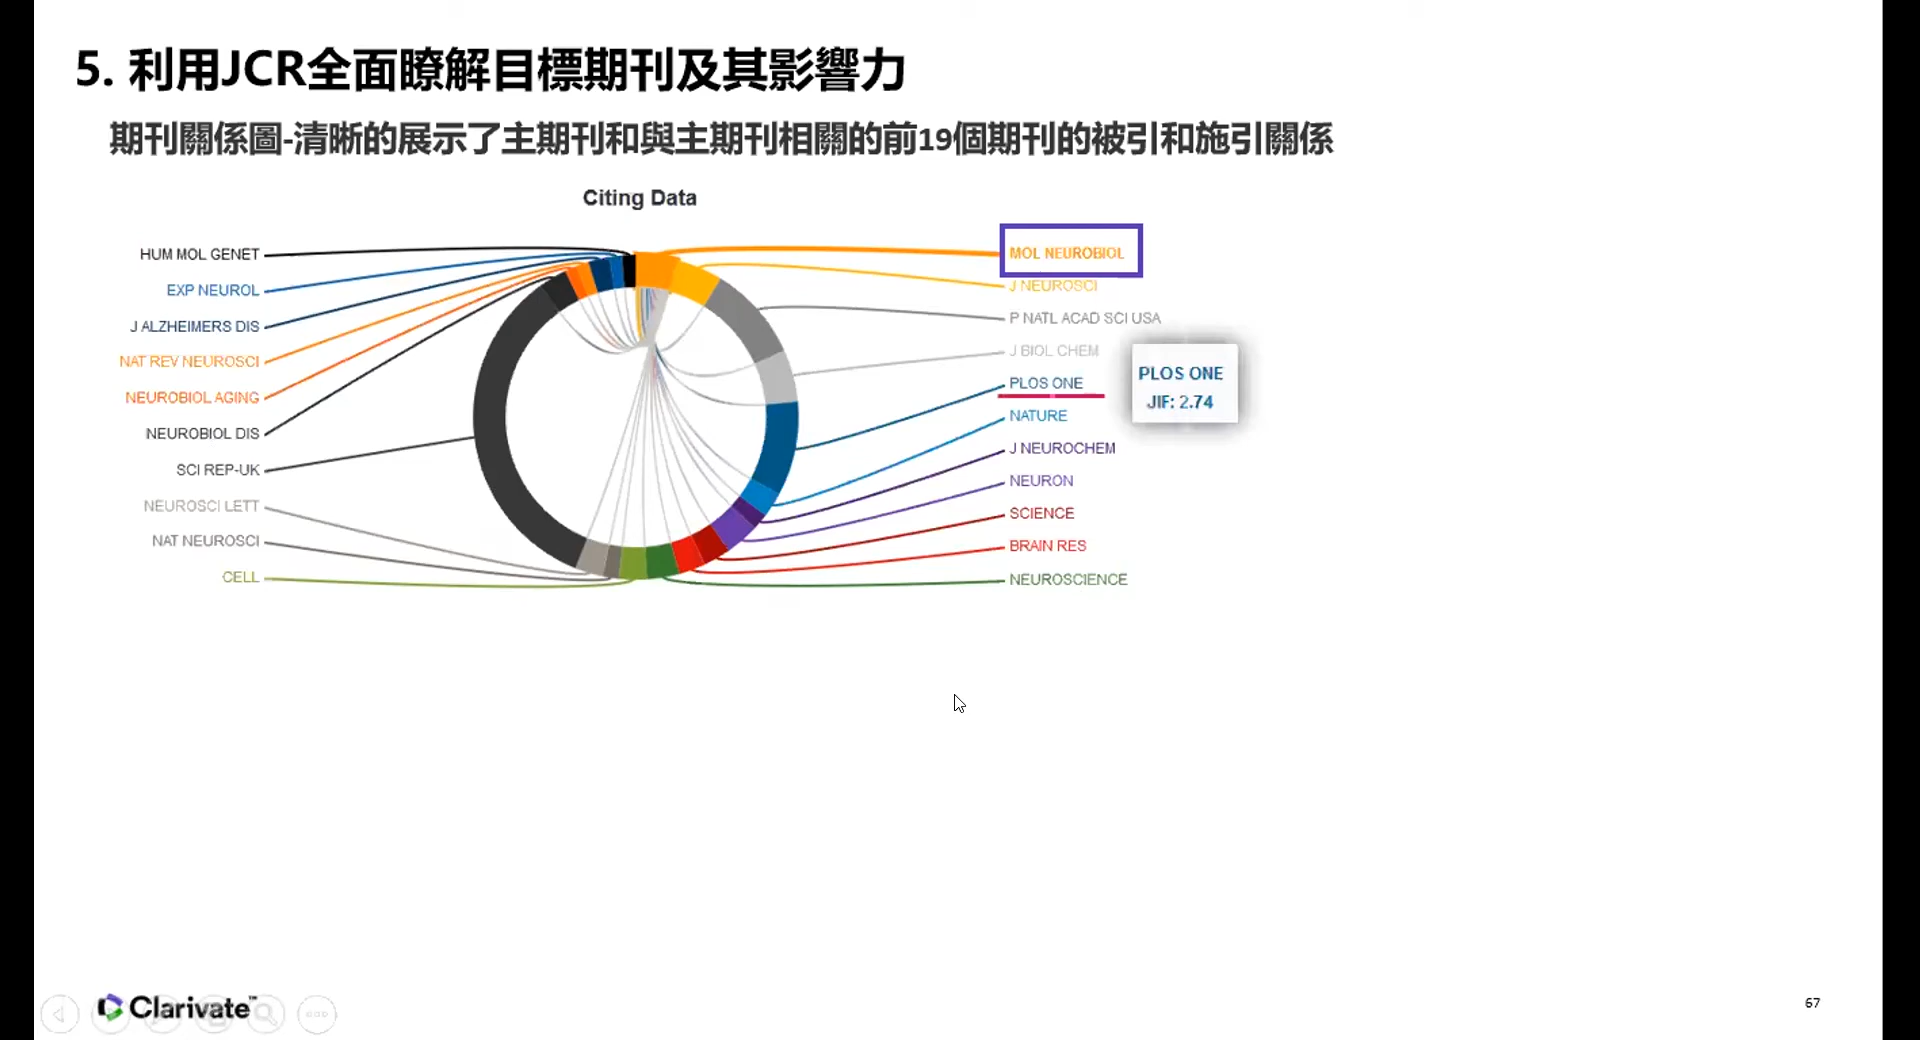 5. 利用JCR全面瞭解目標期刊及其影響力
期刊關係圖-清晰的展示了主期刊和與主期刊相關的前19個期刊的被引和施引關係
Citing Data
HUM MOL GENET
EXP NEUROL
J ALZHEIMERS DIS
NAT REV NEUROSCI
NEUROBIOL AGING
NEUROBIOL DIS
SCI REP-UK
NEUROSCI LETT
NAT NEUROSCI
CELL
MOL NEUROBIOL
J NEUROSCI
P NATL ACAD SCI USA
J BIOL CHEM
PLOS ONE
NATURE
J NEUROCHEM
NEURON
SCIENCE
BRAIN RES
NEUROSCIENCE
PLOS ONE
JIF: 2.74
Clarivate™
67